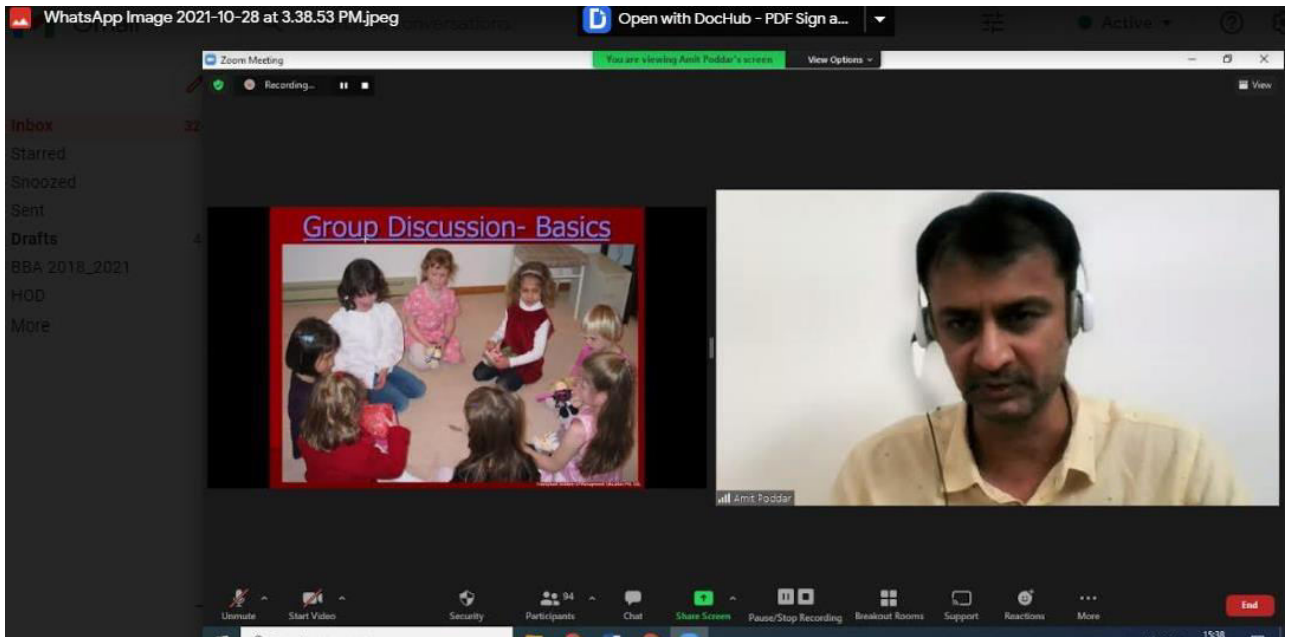 WhatsApp Image 2021-10-28 at 3.38.53 PM.jpeg
Open with DocHub - PDF Sign a...
Active
Zoom Meeting
You are viewing Amit Poddar's screen
View Options
Recording...
View
Inbox
Starred
Snoozed
Sent
Drafts
4
BBA 2018_2021
HOD
More
Group Discussion- Basics
Amit Poddar
Unmute
Start Video
Security
Participants
94
Chat
Share Screen
Pause/Stop Recording
Breakout Rooms
Support
Reactions
More
End
15:38